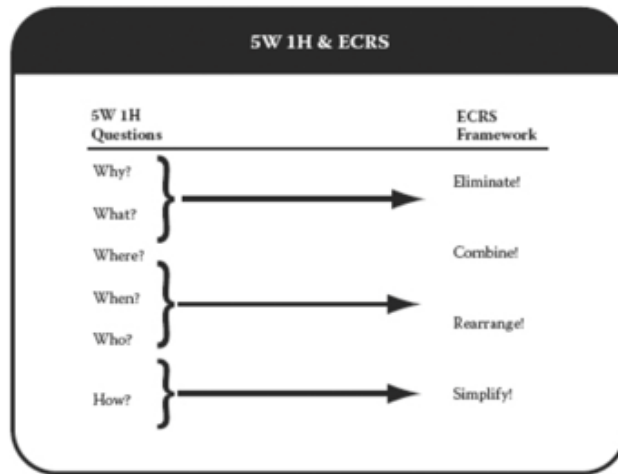 5W 1H & ECRS
5W 1H
Questions
ECRS
Framework
Why?
Eliminate!
What?
Where?
Combine!
When?
Rearrange!
Who?
How?
Simplify!